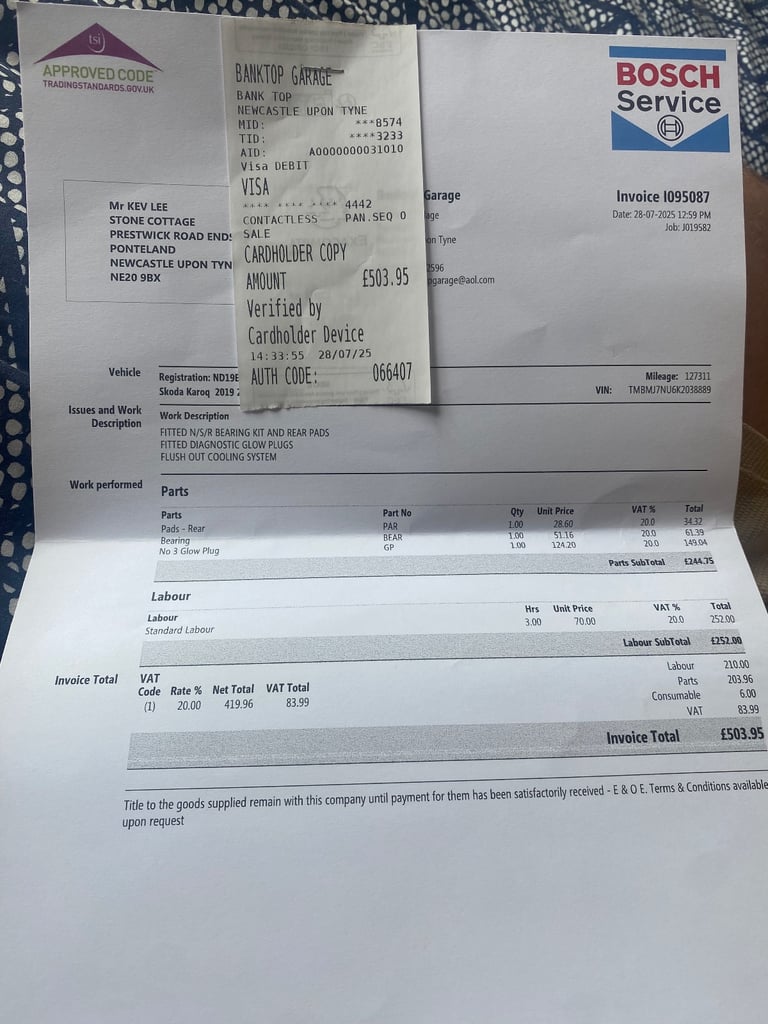 tsi
APPROVED CODE
TRADINGSTANDARDS.GOV.UK
BANKTOP GARAGE
BANK TOP
NEWCASTLE UPON TYNE
MID: ***8574
TID: ****3233
AID: A0000000031010
Visa DEBIT
VISA
**** **** **** 4442
CONTACTLESS PAN.SEQ 0
SALE
CARDHOLDER COPY
AMOUNT £503.95
Verified by
Cardholder Device
14:33:55 28/07/25
AUTH CODE: 066407
BOSCH
Service
Mr KEV LEE
STONE COTTAGE
PRESTWICK ROAD ENDS
PONTELAND
NEWCASTLE UPON TYN
NE20 9BX
Garage
age
on Tyne
2596
ogarage@aol.com
Invoice I095087
Date: 28-07-2025 12:59 PM
Job: J019582
Vehicle
Registration: ND19E
Skoda Karoq 2019 2
Mileage: 127311
VIN: TMBMJ7NU6K2038889
Issues and Work
Description
Work Description
FITTED N/S/R BEARING KIT AND REAR PADS
FITTED DIAGNOSTIC GLOW PLUGS
FLUSH OUT COOLING SYSTEM
Work performed
Parts
Parts Part No Qty Unit Price VAT % Total
Pads - Rear PAR 1.00 28.60 20.0 34.32
Bearing BEAR 1.00 51.16 20.0 61.39
No 3 Glow Plug GP 1.00 124.20 20.0 149.04
Parts SubTotal £244.75
Labour
Labour Hrs Unit Price VAT % Total
Standard Labour 3.00 70.00 20.0 252.00
Labour SubTotal £252.00
Invoice Total
VAT Code Rate % Net Total VAT Total
(1) 20.00 419.96 83.99
Labour 210.00
Parts 203.96
Consumable 6.00
VAT 83.99
Invoice Total £503.95
Title to the goods supplied remain with this company until payment for them has been satisfactorily received - E & O E. Terms & Conditions available
upon request